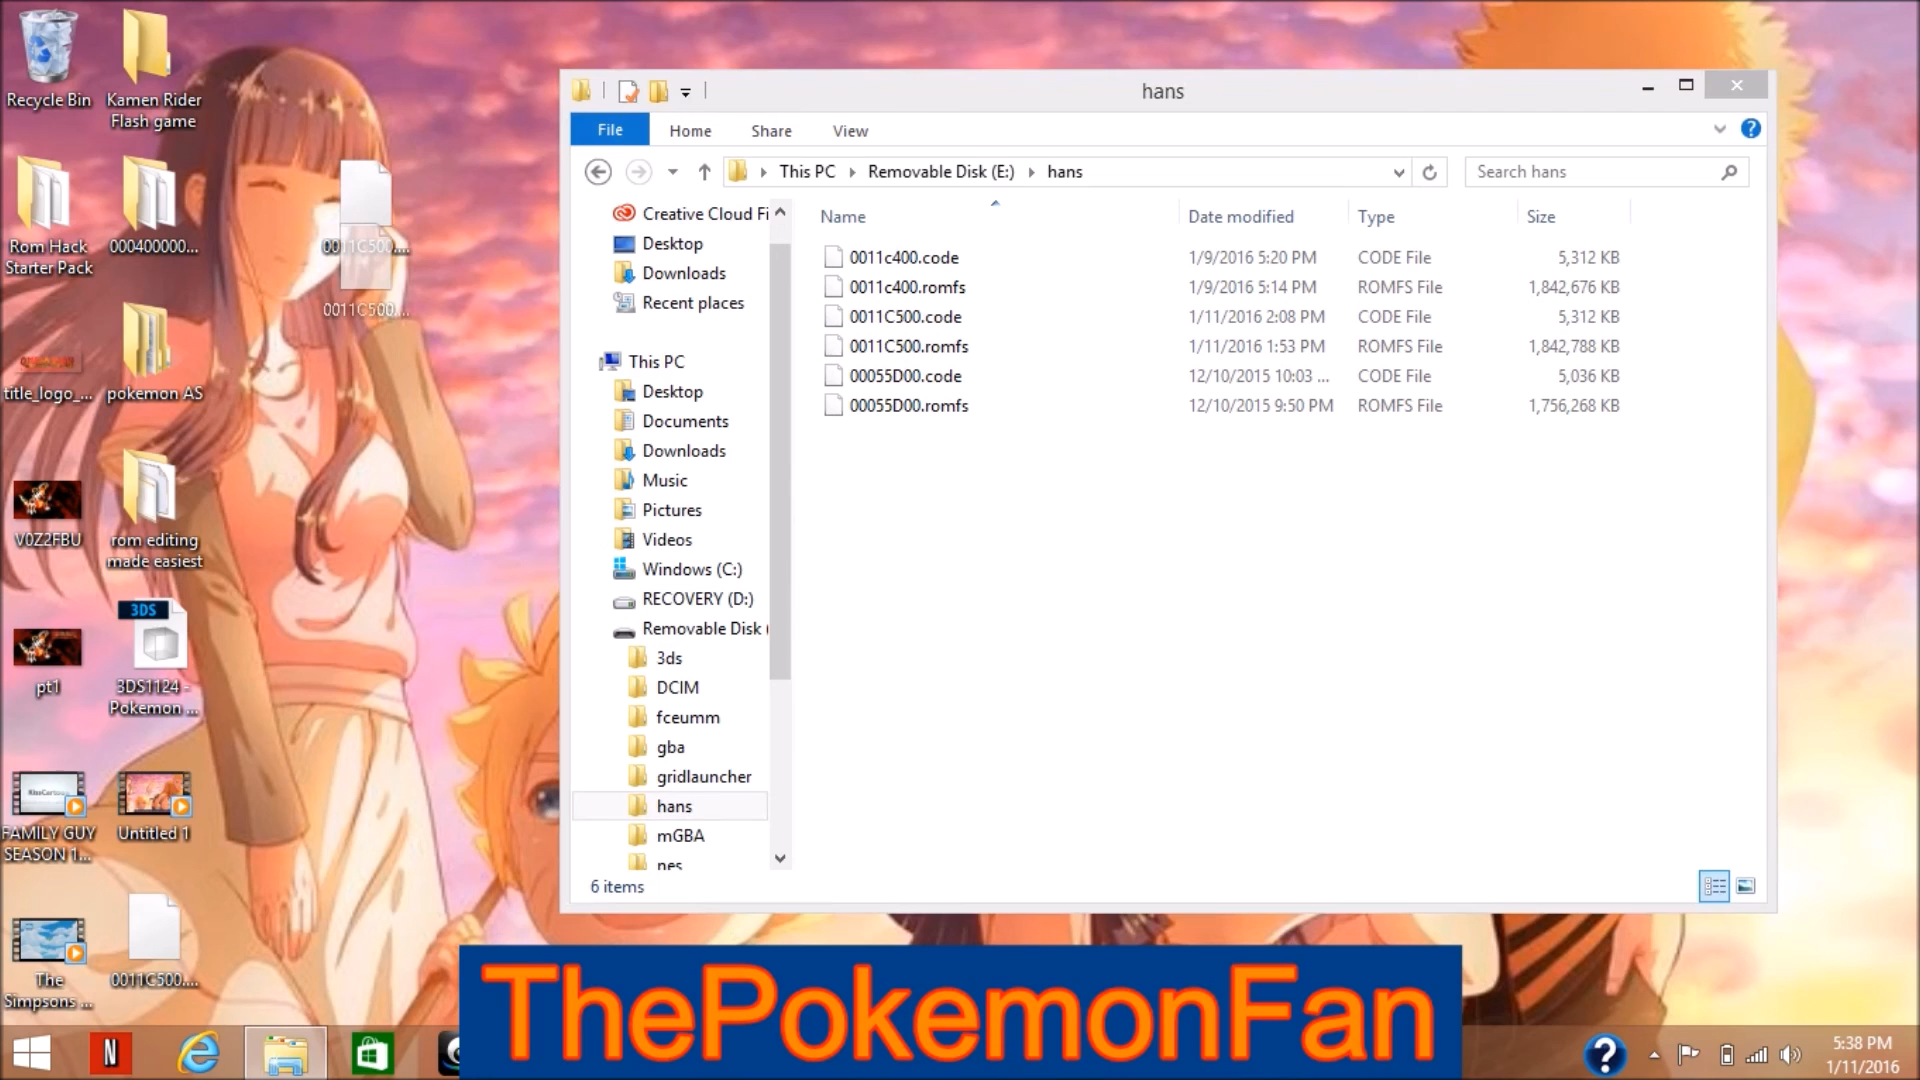 Recycle Bin
Kamen Rider
Flash game
Rom Hack
Starter Pack
000400000...
0011C500....
0011C500....
title_logo_...
pokemon AS
V0Z2FBU
rom editing
made easiest
3DS
pt1
3DS1124 -
Pokemon ...
FAMILY GUY
SEASON 1...
Untitled 1
The
Simpsons ...
0011C500....
hans
File
Home
Share
View
This PC
Removable Disk (E:)
hans
Search hans
Creative Cloud Fi
Desktop
Downloads
Recent places
This PC
Desktop
Documents
Downloads
Music
Pictures
Videos
Windows (C:)
RECOVERY (D:)
Removable Disk (
3ds
DCIM
fceumm
gba
gridlauncher
hans
mGBA
nes
Name Date modified Type Size
0011c400.code 1/9/2016 5:20 PM CODE File 5,312 KB
0011c400.romfs 1/9/2016 5:14 PM ROMFS File 1,842,676 KB
0011C500.code 1/11/2016 2:08 PM CODE File 5,312 KB
0011C500.romfs 1/11/2016 1:53 PM ROMFS File 1,842,788 KB
00055D00.code 12/10/2015 10:03 ... CODE File 5,036 KB
00055D00.romfs 12/10/2015 9:50 PM ROMFS File 1,756,268 KB
6 items
ThePokemonFan
N
5:38 PM
1/11/2016